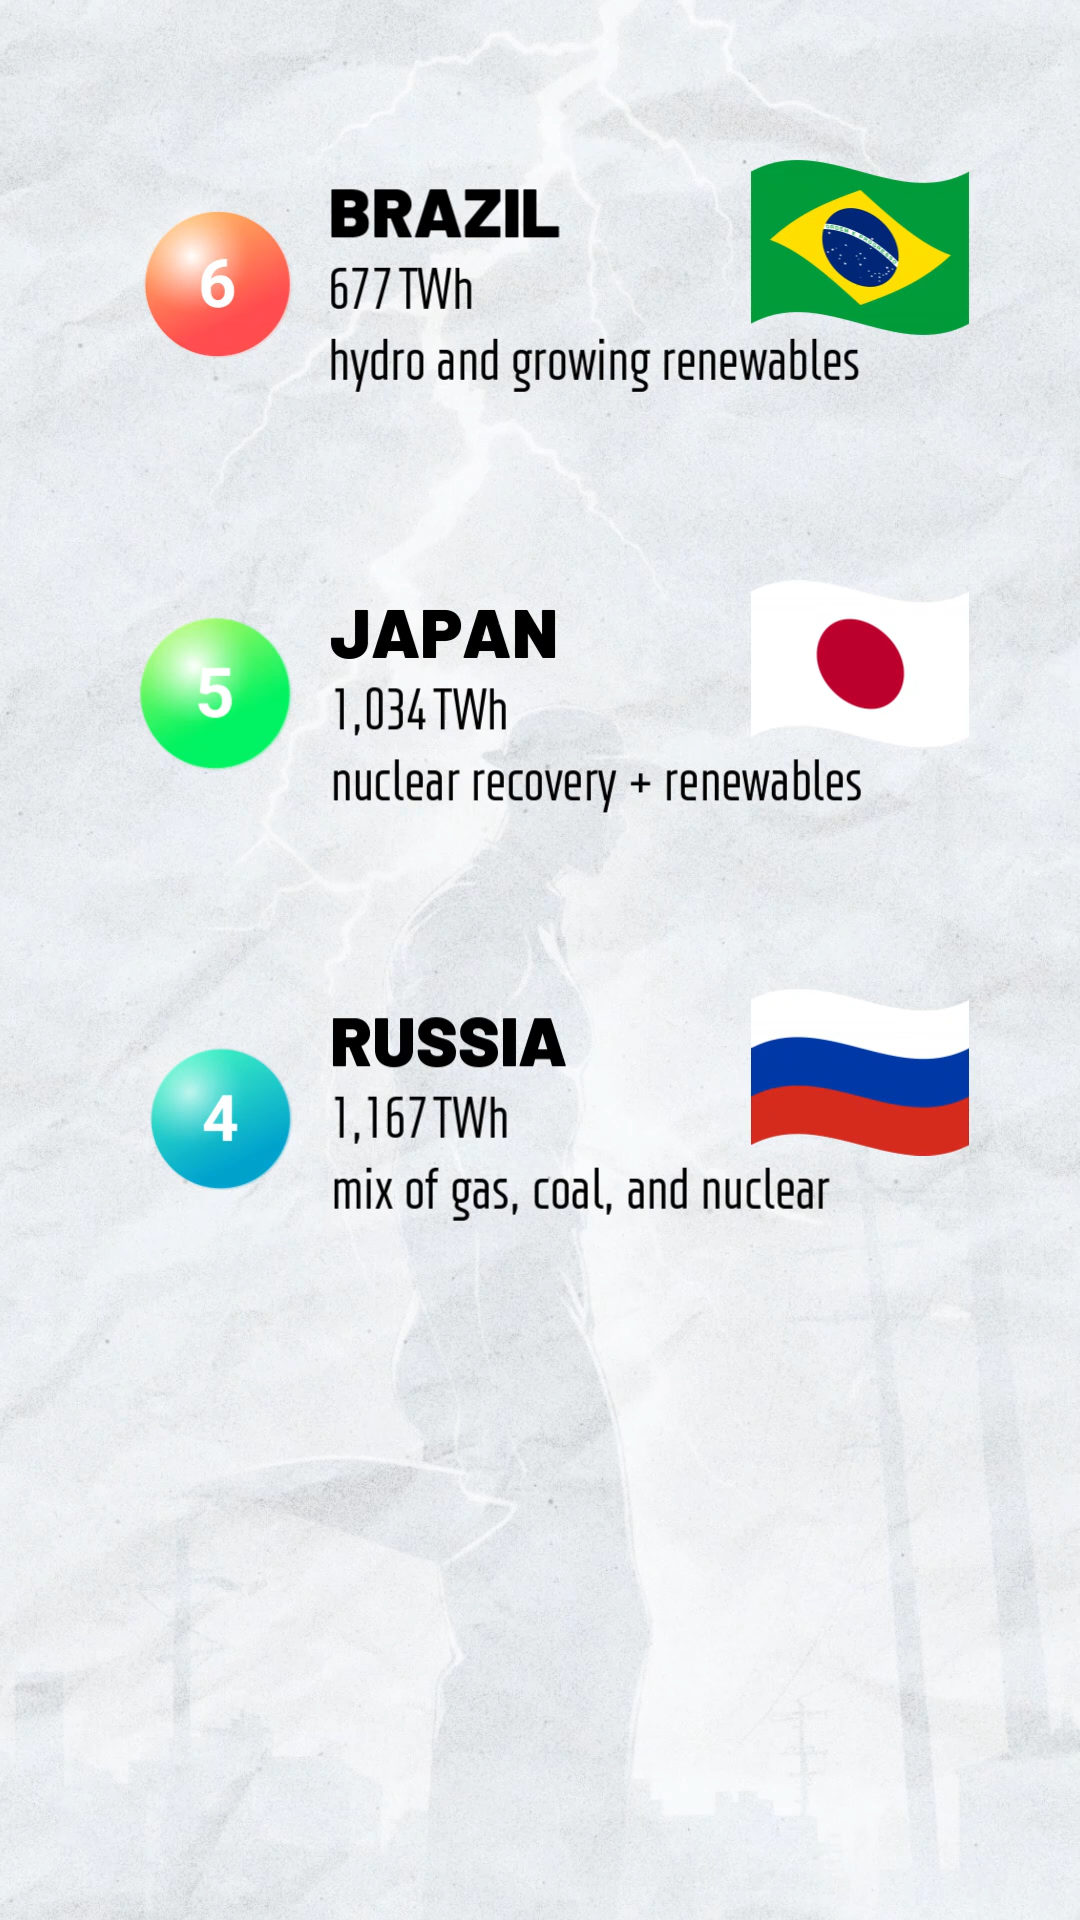 BRAZIL
6
677 TWh
hydro and growing renewables
JAPAN
5
1,034 TWh
nuclear recovery + renewables
RUSSIA
4
1,167 TWh
mix of gas, coal, and nuclear